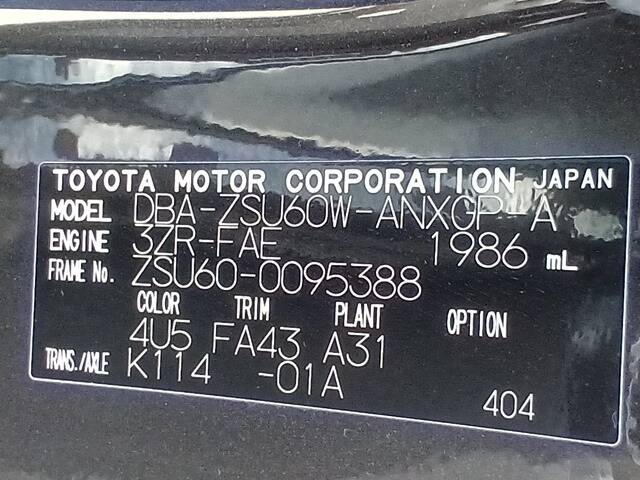 TOYOTA MOTOR CORPORATION JAPAN
MODEL DBA-ZSU60W-ANXGP-A
ENGINE 3ZR-FAE 1986 mL
FRAME No. ZSU60-0095388
COLOR TRIM PLANT OPTION
4U5 FA43 A31
TRANS./AXLE K114 -01A
404